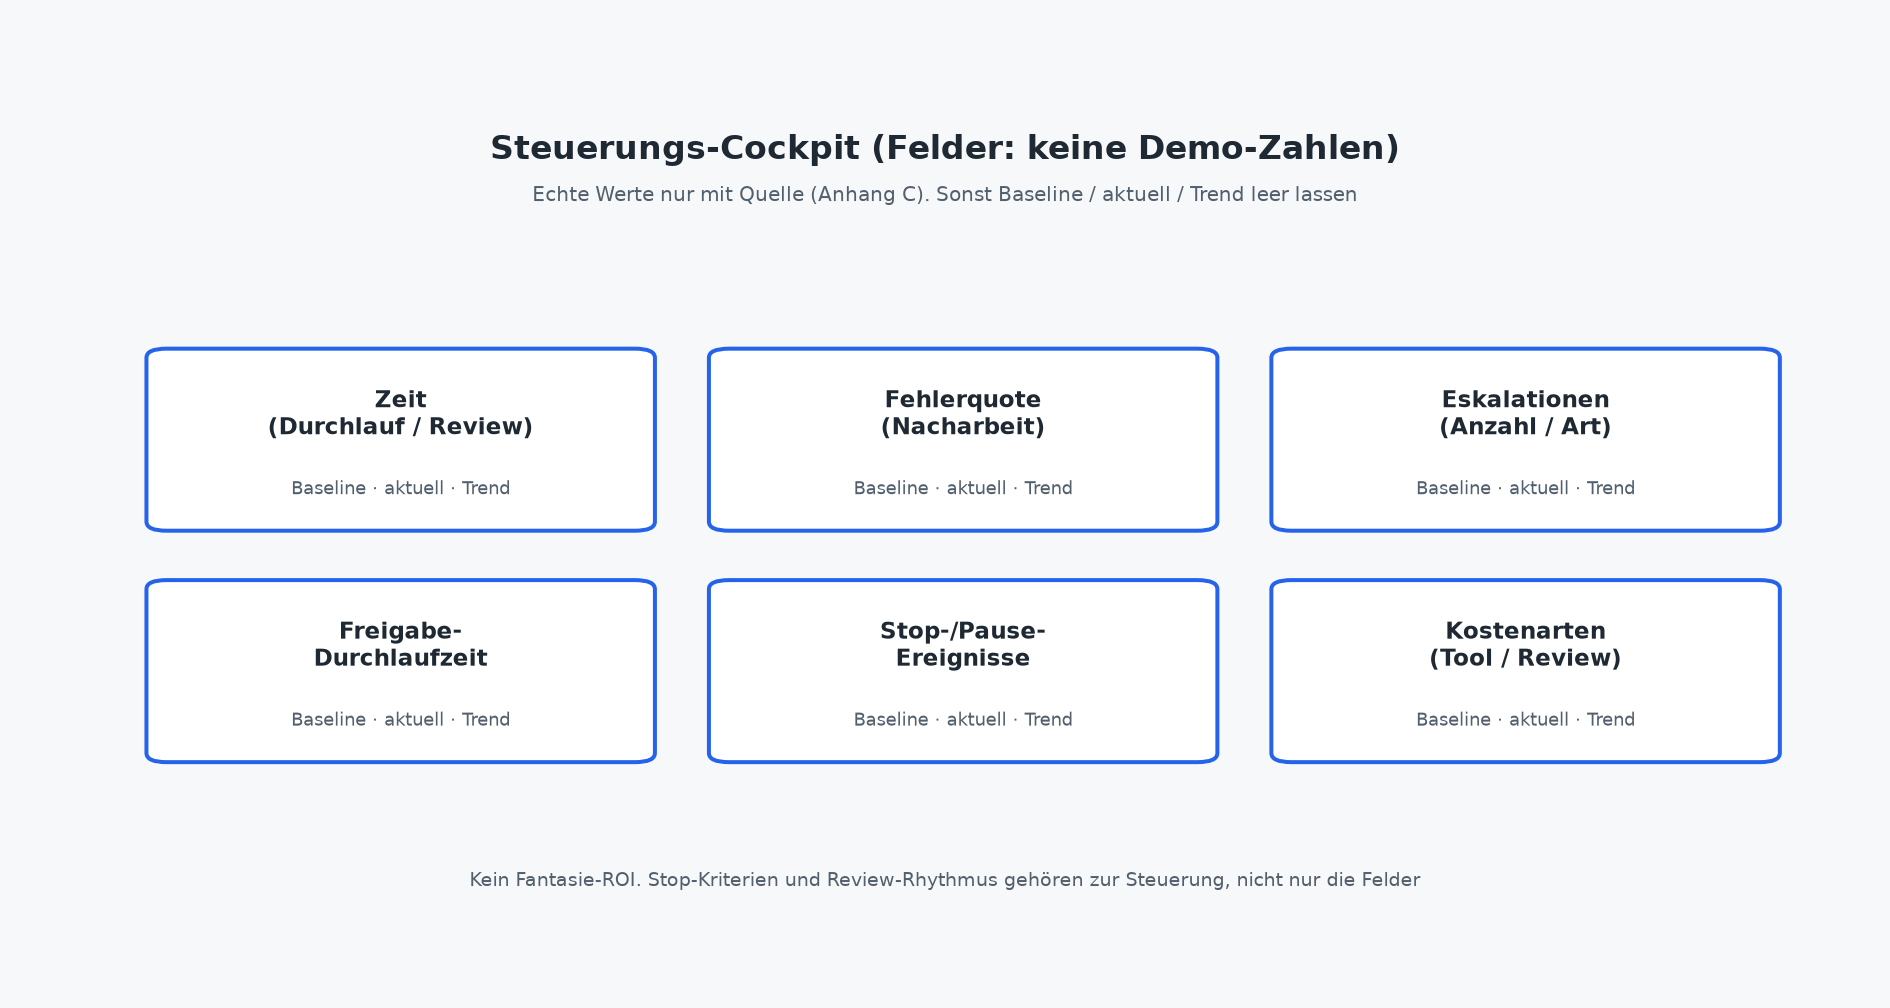 Steuerungs-Cockpit (Felder: keine Demo-Zahlen)
Echte Werte nur mit Quelle (Anhang C). Sonst Baseline / aktuell / Trend leer lassen
Zeit
(Durchlauf / Review)
Baseline · aktuell · Trend
Fehlerquote
(Nacharbeit)
Baseline · aktuell · Trend
Eskalationen
(Anzahl / Art)
Baseline · aktuell · Trend
Freigabe-
Durchlaufzeit
Baseline · aktuell · Trend
Stop-/Pause-
Ereignisse
Baseline · aktuell · Trend
Kostenarten
(Tool / Review)
Baseline · aktuell · Trend
Kein Fantasie-ROI. Stop-Kriterien und Review-Rhythmus gehören zur Steuerung, nicht nur die Felder